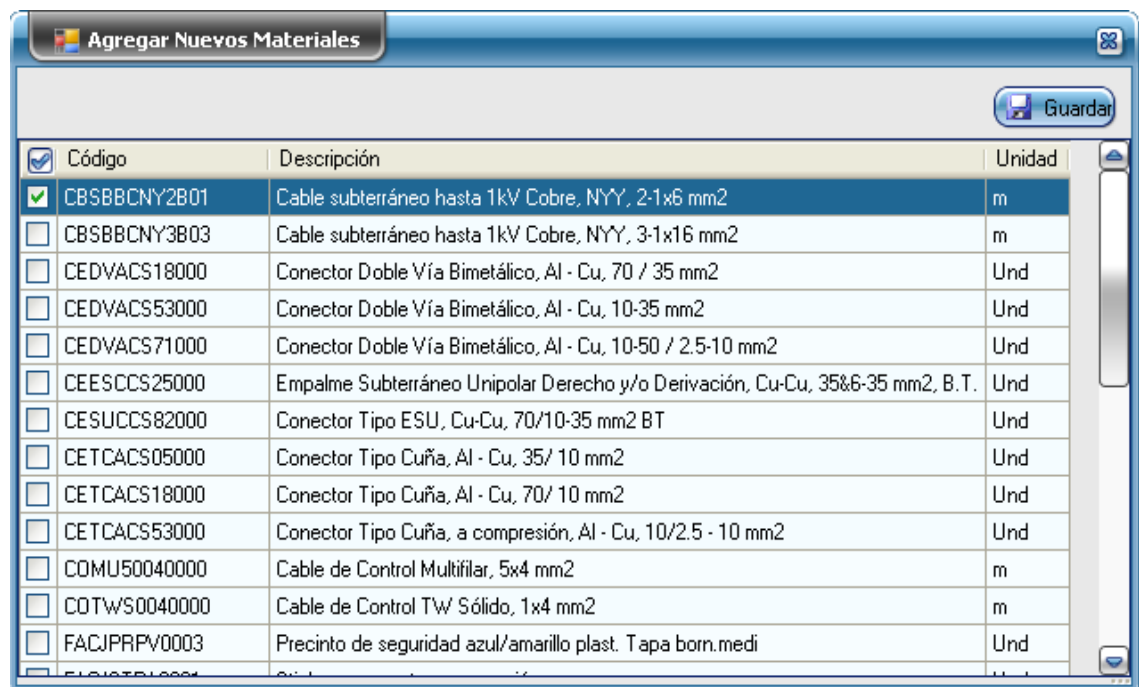 Agregar Nuevos Materiales
Guardar
Código Descripción Unidad
CBSBBCNY2B01 Cable subterráneo hasta 1kV Cobre, NYY, 2-1x6 mm2 m
CBSBBCNY3B03 Cable subterráneo hasta 1kV Cobre, NYY, 3-1x16 mm2 m
CEDVACS18000 Conector Doble Vía Bimetálico, Al - Cu, 70 / 35 mm2 Und
CEDVACS53000 Conector Doble Vía Bimetálico, Al - Cu, 10-35 mm2 Und
CEDVACS71000 Conector Doble Vía Bimetálico, Al - Cu, 10-50 / 2.5-10 mm2 Und
CEESCCS25000 Empalme Subterráneo Unipolar Derecho y/o Derivación, Cu-Cu, 35&6-35 mm2, B.T. Und
CESUCCS82000 Conector Tipo ESU, Cu-Cu, 70/10-35 mm2 BT Und
CETCACS05000 Conector Tipo Cuña, Al - Cu, 35/ 10 mm2 Und
CETCACS18000 Conector Tipo Cuña, Al - Cu, 70/ 10 mm2 Und
CETCACS53000 Conector Tipo Cuña, a compresión, Al - Cu, 10/2.5 - 10 mm2 Und
COMU50040000 Cable de Control Multifilar, 5x4 mm2 m
COTWS0040000 Cable de Control TW Sólido, 1x4 mm2 m
FACJPRPV0003 Precinto de seguridad azul/amarillo plast. Tapa born.medi Und